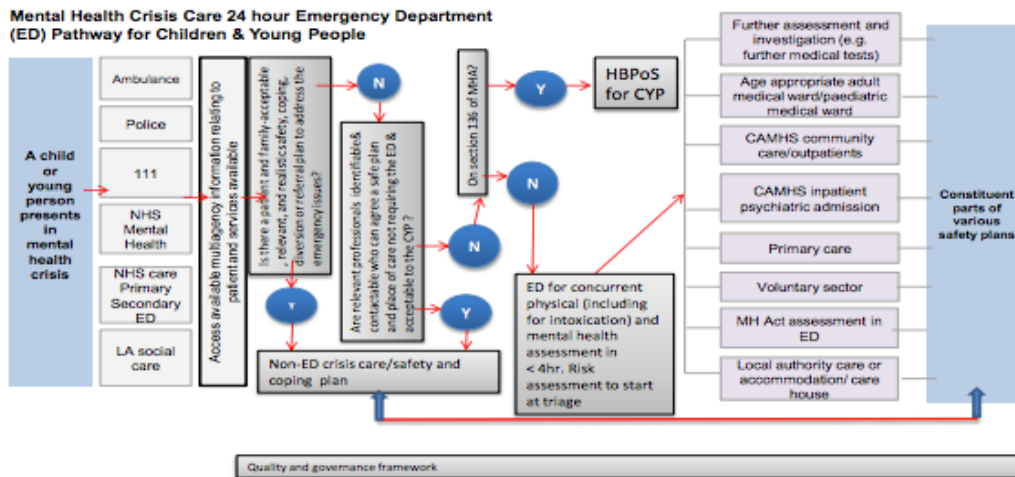 Mental Health Crisis Care 24 hour Emergency Department
(ED) Pathway for Children & Young People
A child
or
young
person
presents
in
mental
health
crisis
Ambulance
Police
111
NHS
Mental
Health
NHS care
Primary
Secondary
ED
LA social
care
Access available multiagency information relating to
patient and services available
Is there a patient and family-acceptable
, relevant, and realistic safety, coping,
diversion or referral plan to address the
emergency issues?
N
Y
Are relevant professionals identifiable&
contactable who can agree a safe plan
and place of care not requiring the ED &
acceptable to the CYP ?
N
Y
Non-ED crisis care/safety and
coping plan
On section 136 of MHA?
Y
N
HBPoS
for CYP
ED for concurrent
physical (including
for intoxication) and
mental health
assessment in
< 4hr. Risk
assessment to start
at triage
Further assessment and
investigation (e.g.
further medical tests)
Age appropriate adult
medical ward/paediatric
medical ward
CAMHS community
care/outpatients
CAMHS inpatient
psychiatric admission
Primary care
Voluntary sector
MH Act assessment in
ED
Local authority care or
accommodation/ care
house
Constituent
parts of
various
safety plans
Quality and governance framework